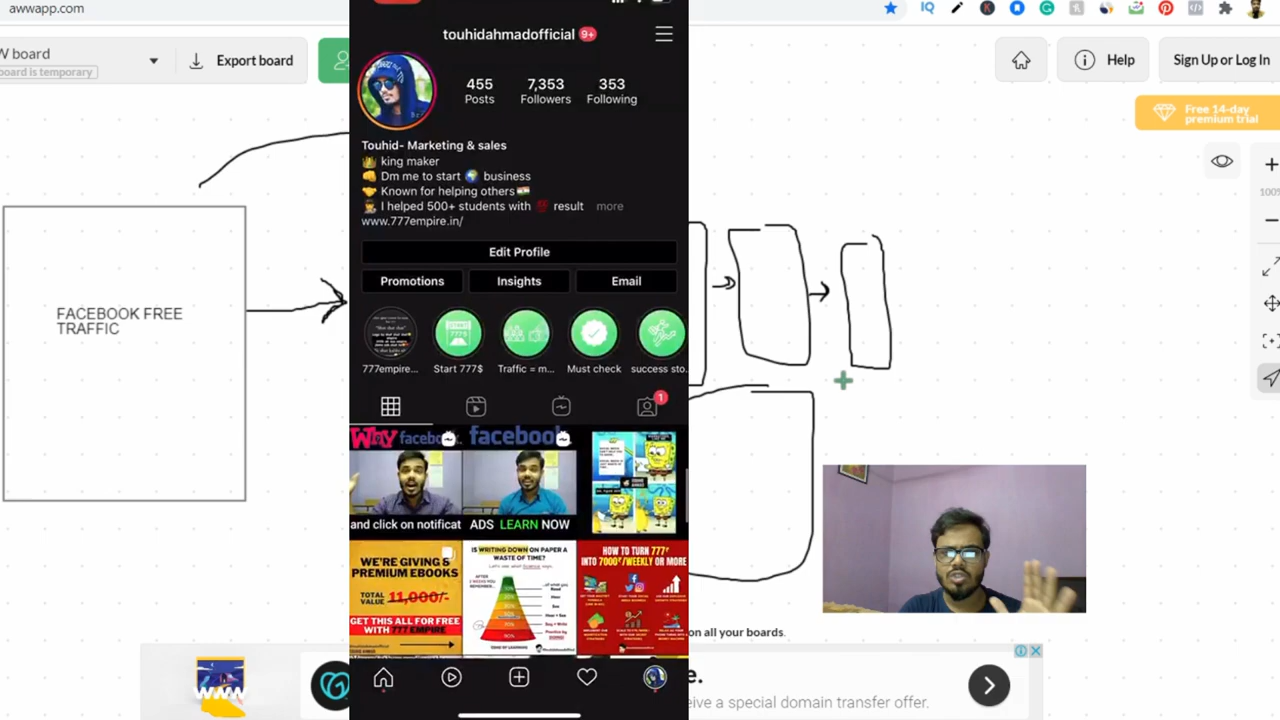 awwapp.com
W board
board is temporary
Export board
Help
Sign Up or Log In
Free 14-day
premium trial
100%
FACEBOOK FREE
TRAFFIC
touhidahmadofficial 9+
455
Posts
7,353
Followers
353
Following
Touhid- Marketing & sales
king maker
Dm me to start business
Known for helping others
I helped 500+ students with 💯 result more
www.777empire.in/
Edit Profile
Promotions
Insights
Email
777empire...
Start 777$
Traffic = m...
Must check
success sto...
1
WHY facebook
and click on notificat
facebook
ADS LEARN NOW
WE'RE GIVING 5
PREMIUM EBOOKS
TOTAL
VALUE 11,000/-
GET THIS ALL FOR FREE
WITH 777 EMPIRE
IS WRITING DOWN ON PAPER A
WASTE OF TIME?
HOW TO TURN 777₹
INTO 7000₹/WEEKLY OR MORE
on all your boards.
www
e.
eive a special domain transfer offer.